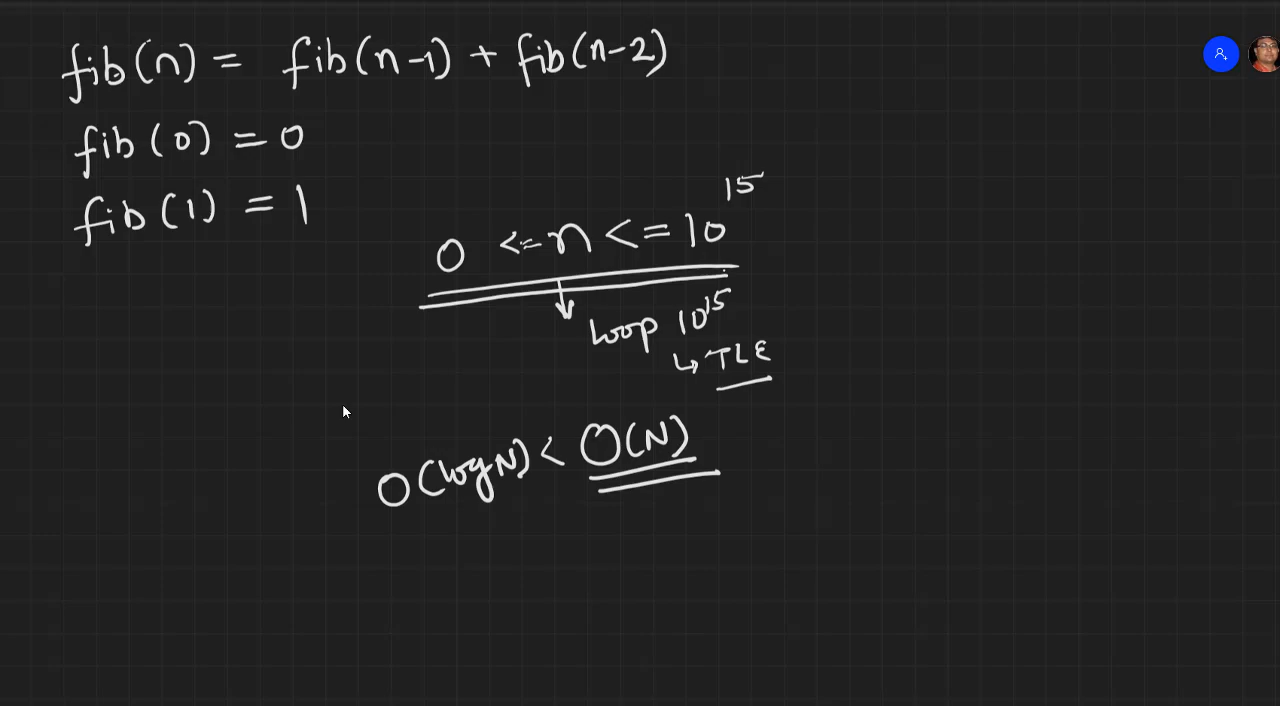 fib(n) = fib(n-1) + fib(n-2)
fib(0) = 0
fib(1) = 1
0 <= n <= 10^15
↓ Loop 10^15
↳ TLE
O(logN) < O(N)